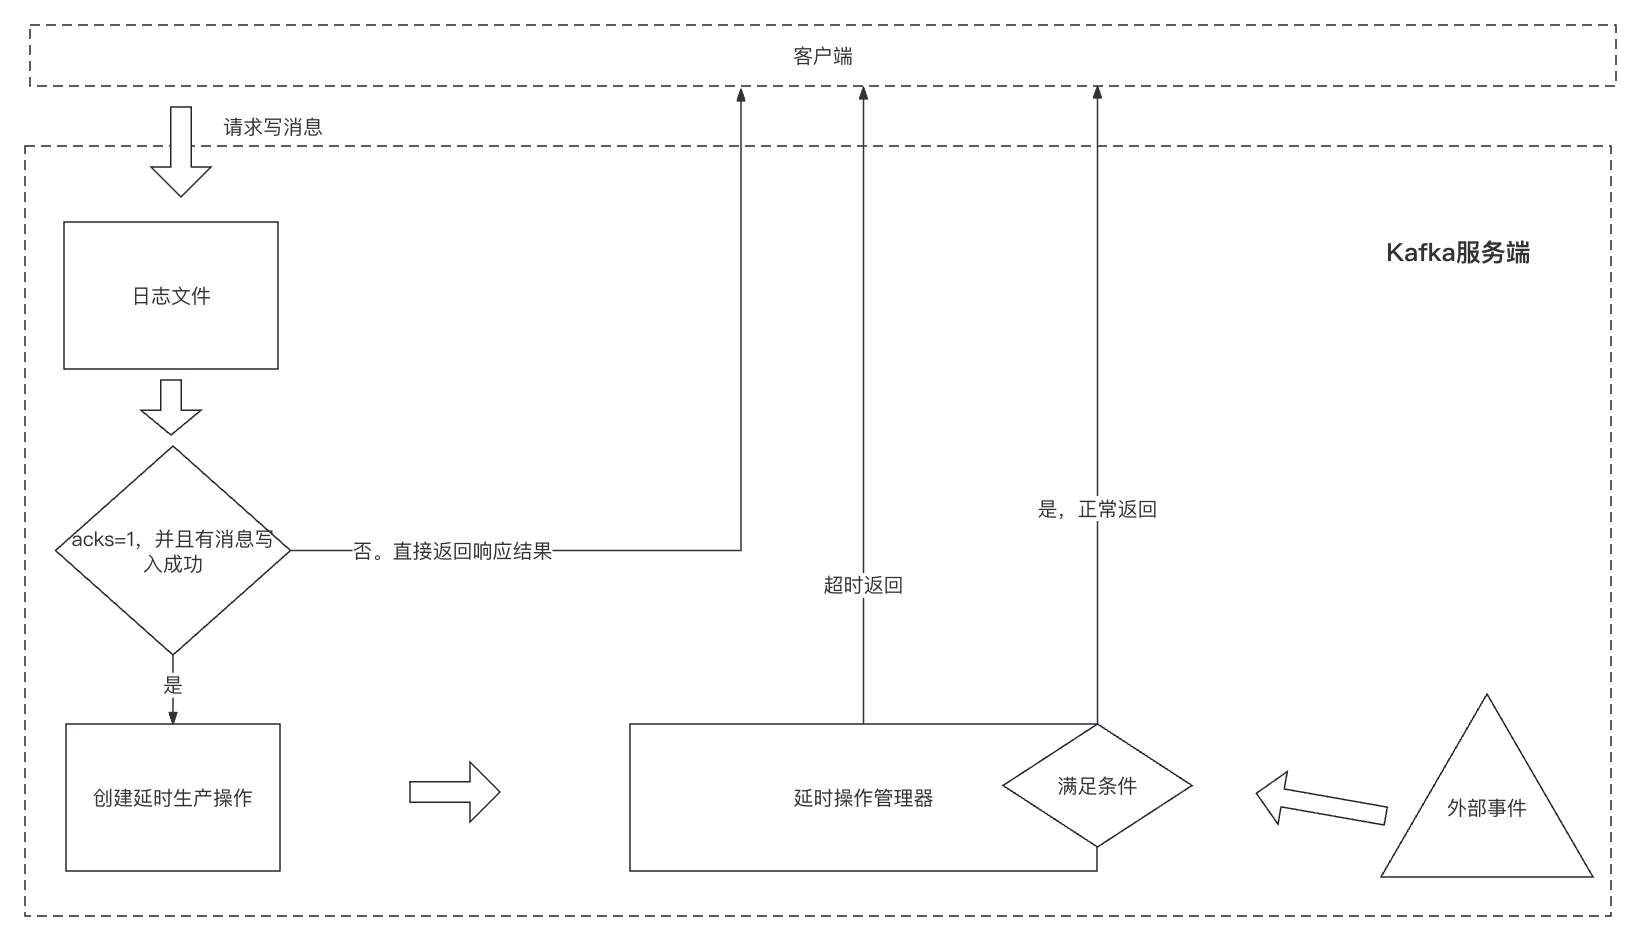 客户端
请求写消息
Kafka服务端
日志文件
acks=1，并且有消息写
入成功
否。直接返回响应结果
是，正常返回
超时返回
是
创建延时生产操作
延时操作管理器
满足条件
外部事件